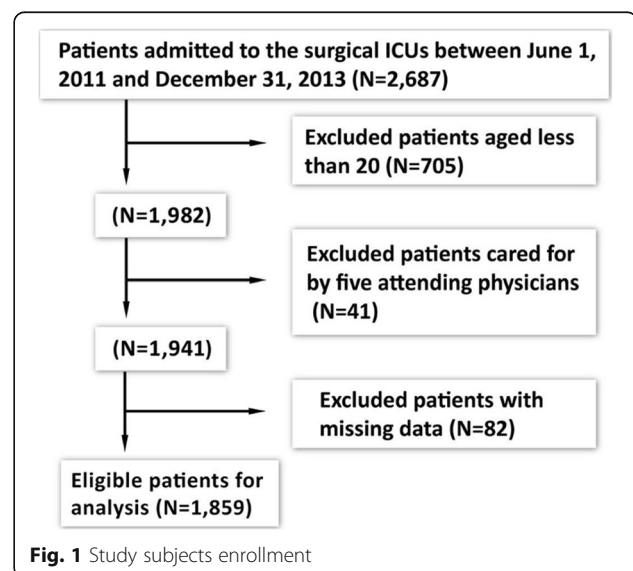 Patients admitted to the surgical ICUs between June 1,
2011 and December 31, 2013 (N=2,687)
Excluded patients aged less
than 20 (N=705)
(N=1,982)
Excluded patients cared for
by five attending physicians
(N=41)
(N=1,941)
Excluded patients with
missing data (N=82)
Eligible patients for
analysis (N=1,859)
Fig. 1 Study subjects enrollment